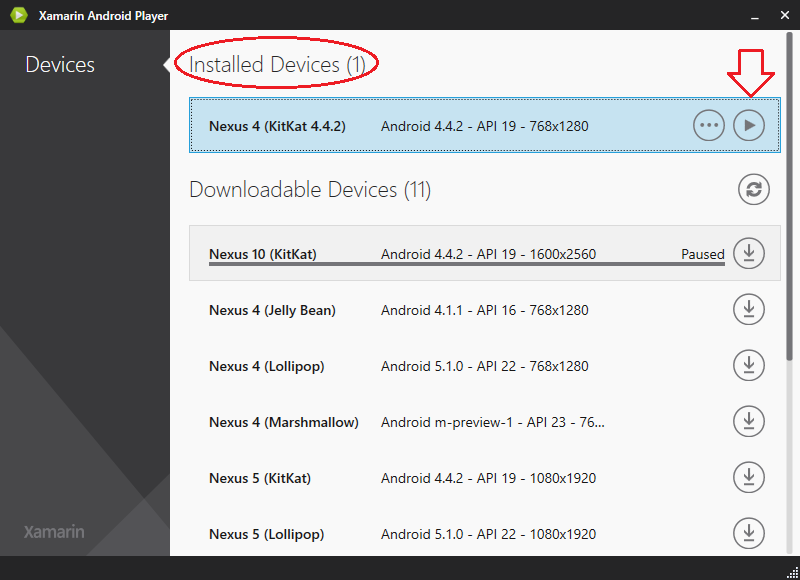 Xamarin Android Player
Devices
Installed Devices (1)
Nexus 4 (KitKat 4.4.2) Android 4.4.2 - API 19 - 768x1280
Downloadable Devices (11)
Nexus 10 (KitKat) Android 4.4.2 - API 19 - 1600x2560 Paused
Nexus 4 (Jelly Bean) Android 4.1.1 - API 16 - 768x1280
Nexus 4 (Lollipop) Android 5.1.0 - API 22 - 768x1280
Nexus 4 (Marshmallow) Android m-preview-1 - API 23 - 76...
Nexus 5 (KitKat) Android 4.4.2 - API 19 - 1080x1920
Nexus 5 (Lollipop) Android 5.1.0 - API 22 - 1080x1920
Xamarin